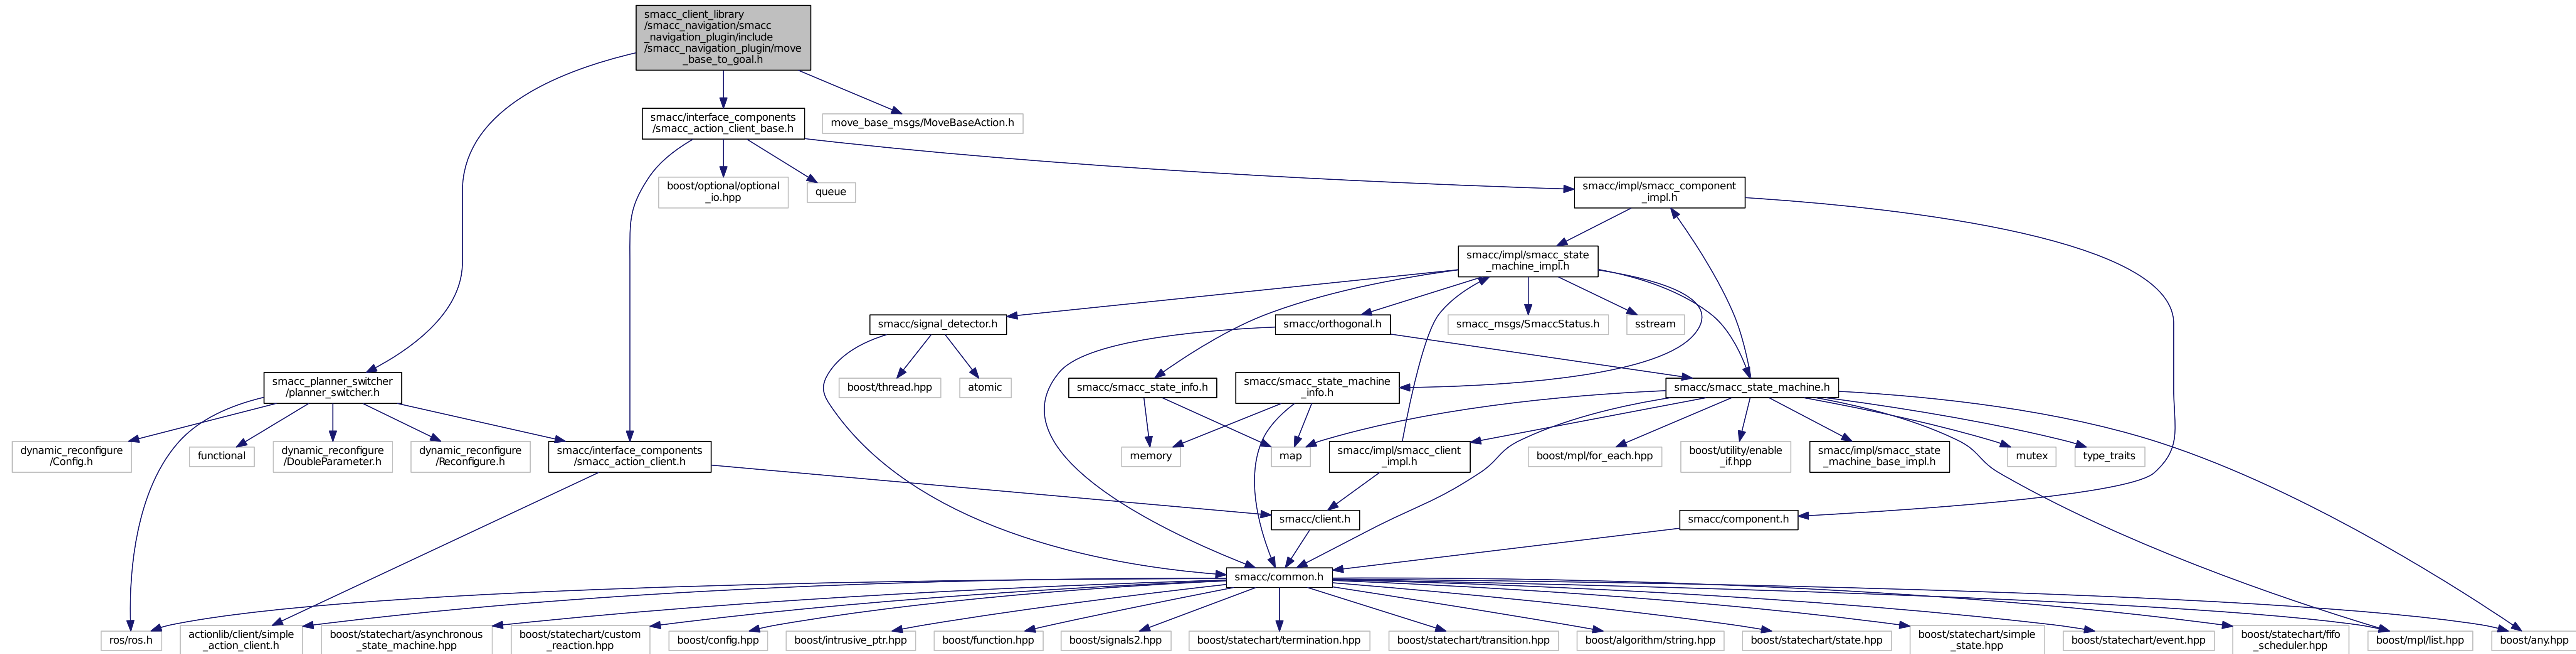 smacc_client_library
/smacc_navigation/smacc
_navigation_plugin/include
/smacc_navigation_plugin/move
_base_to_goal.h
smacc/interface_components
/smacc_action_client_base.h
move_base_msgs/MoveBaseAction.h
boost/optional/optional
_io.hpp
queue
smacc/impl/smacc_component
_impl.h
smacc/impl/smacc_state
_machine_impl.h
smacc/signal_detector.h
smacc/orthogonal.h
smacc_msgs/SmaccStatus.h
sstream
smacc_planner_switcher
/planner_switcher.h
boost/thread.hpp
atomic
smacc/smacc_state_info.h
smacc/smacc_state_machine
_info.h
smacc/smacc_state_machine.h
dynamic_reconfigure
/Config.h
functional
dynamic_reconfigure
/DoubleParameter.h
dynamic_reconfigure
/Reconfigure.h
smacc/interface_components
/smacc_action_client.h
memory
map
smacc/impl/smacc_client
_impl.h
boost/mpl/for_each.hpp
boost/utility/enable
_if.hpp
smacc/impl/smacc_state
_machine_base_impl.h
mutex
type_traits
smacc/client.h
smacc/component.h
smacc/common.h
ros/ros.h
actionlib/client/simple
_action_client.h
boost/statechart/asynchronous
_state_machine.hpp
boost/statechart/custom
_reaction.hpp
boost/config.hpp
boost/intrusive_ptr.hpp
boost/function.hpp
boost/signals2.hpp
boost/statechart/termination.hpp
boost/statechart/transition.hpp
boost/algorithm/string.hpp
boost/statechart/state.hpp
boost/statechart/simple
_state.hpp
boost/statechart/event.hpp
boost/statechart/fifo
_scheduler.hpp
boost/mpl/list.hpp
boost/any.hpp